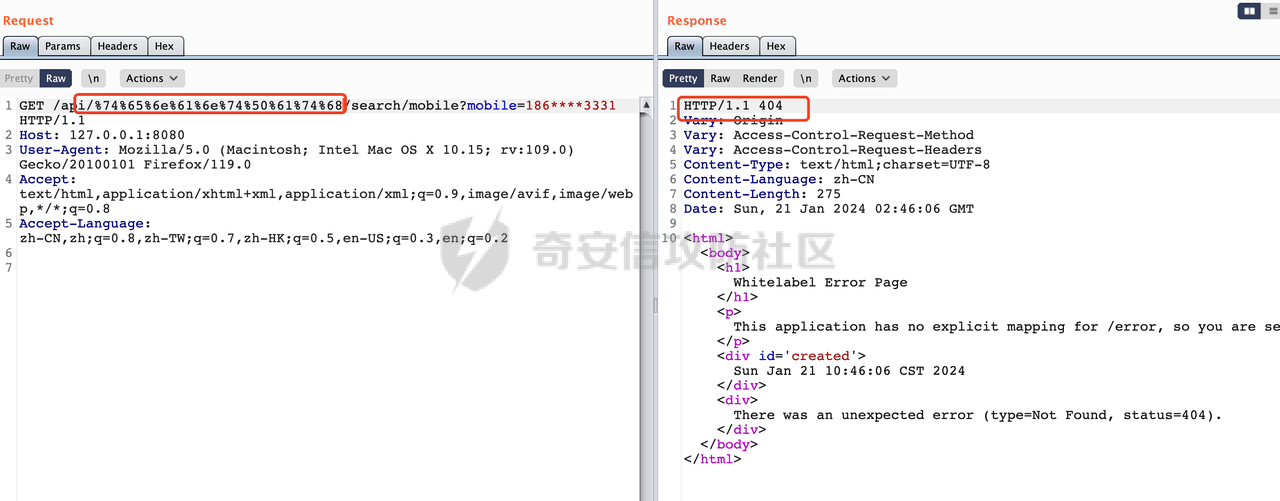 Request
Raw Params Headers Hex
Pretty Raw \n Actions
1 GET /api/%74%65%6e%61%6e%74%50%61%74%68/search/mobile?mobile=186****3331
HTTP/1.1
2 Host: 127.0.0.1:8080
3 User-Agent: Mozilla/5.0 (Macintosh; Intel Mac OS X 10.15; rv:109.0)
Gecko/20100101 Firefox/119.0
4 Accept:
text/html,application/xhtml+xml,application/xml;q=0.9,image/avif,image/web
p,*/*;q=0.8
5 Accept-Language:
zh-CN,zh;q=0.8,zh-TW;q=0.7,zh-HK;q=0.5,en-US;q=0.3,en;q=0.2
6
7
Response
Raw Headers Hex
Pretty Raw Render \n Actions
1 HTTP/1.1 404
2 Vary: Origin
3 Vary: Access-Control-Request-Method
4 Vary: Access-Control-Request-Headers
5 Content-Type: text/html;charset=UTF-8
6 Content-Language: zh-CN
7 Content-Length: 275
8 Date: Sun, 21 Jan 2024 02:46:06 GMT
9
10 <html>
<body>
<h1>
Whitelabel Error Page
</h1>
<p>
This application has no explicit mapping for /error, so you are se
</p>
<div id='created'>
Sun Jan 21 10:46:06 CST 2024
</div>
<div>
There was an unexpected error (type=Not Found, status=404).
</div>
</body>
</html>
奇安信攻防社区